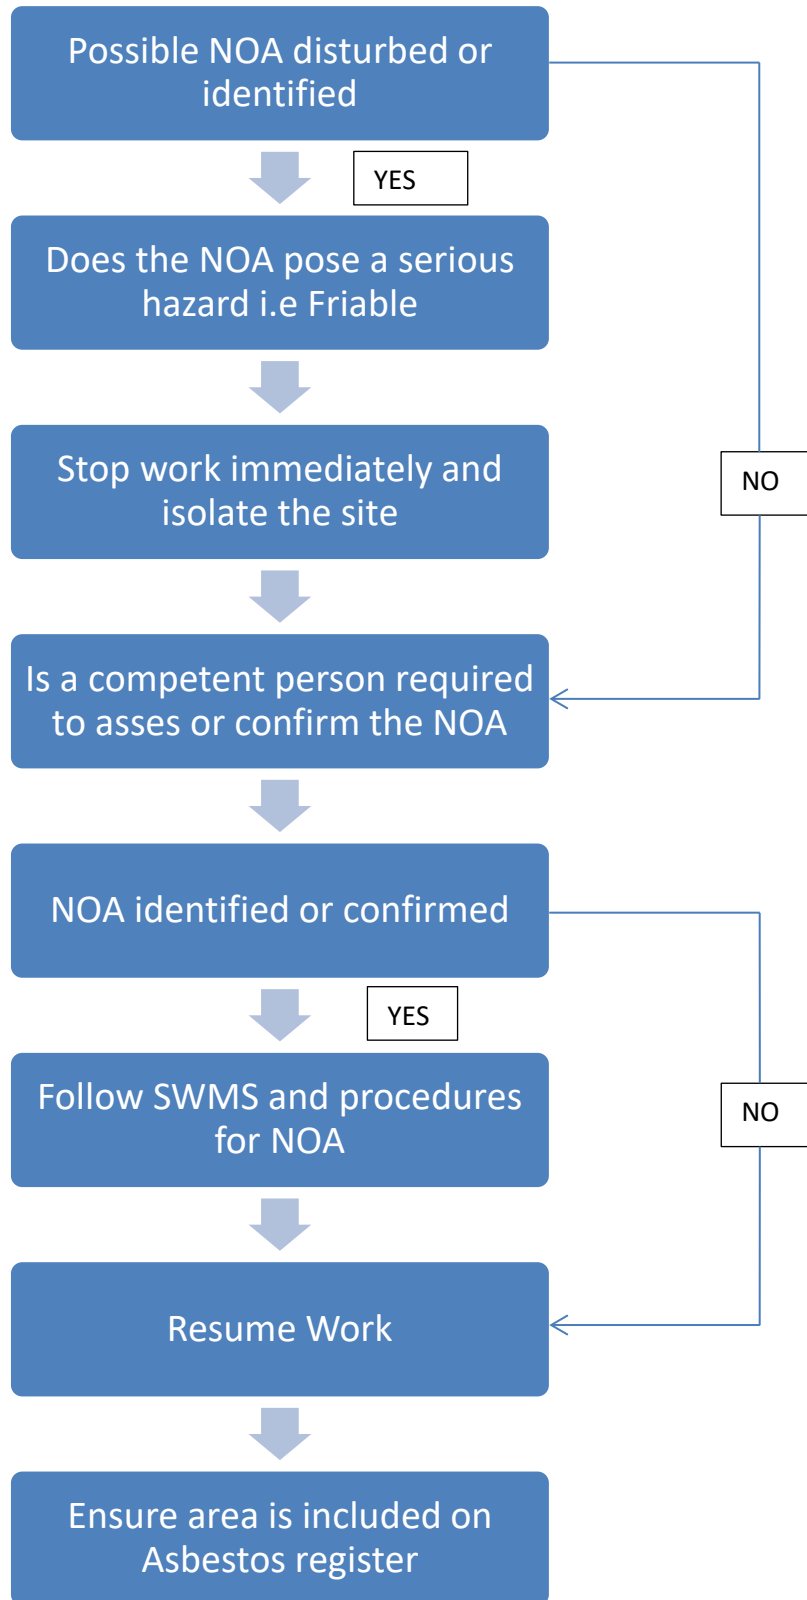 Possible NOA disturbed or
identified
YES
Does the NOA pose a serious
hazard i.e Friable
Stop work immediately and
isolate the site
NO
Is a competent person required
to asses or confirm the NOA
NOA identified or confirmed
YES
Follow SWMS and procedures
for NOA
NO
Resume Work
Ensure area is included on
Asbestos register